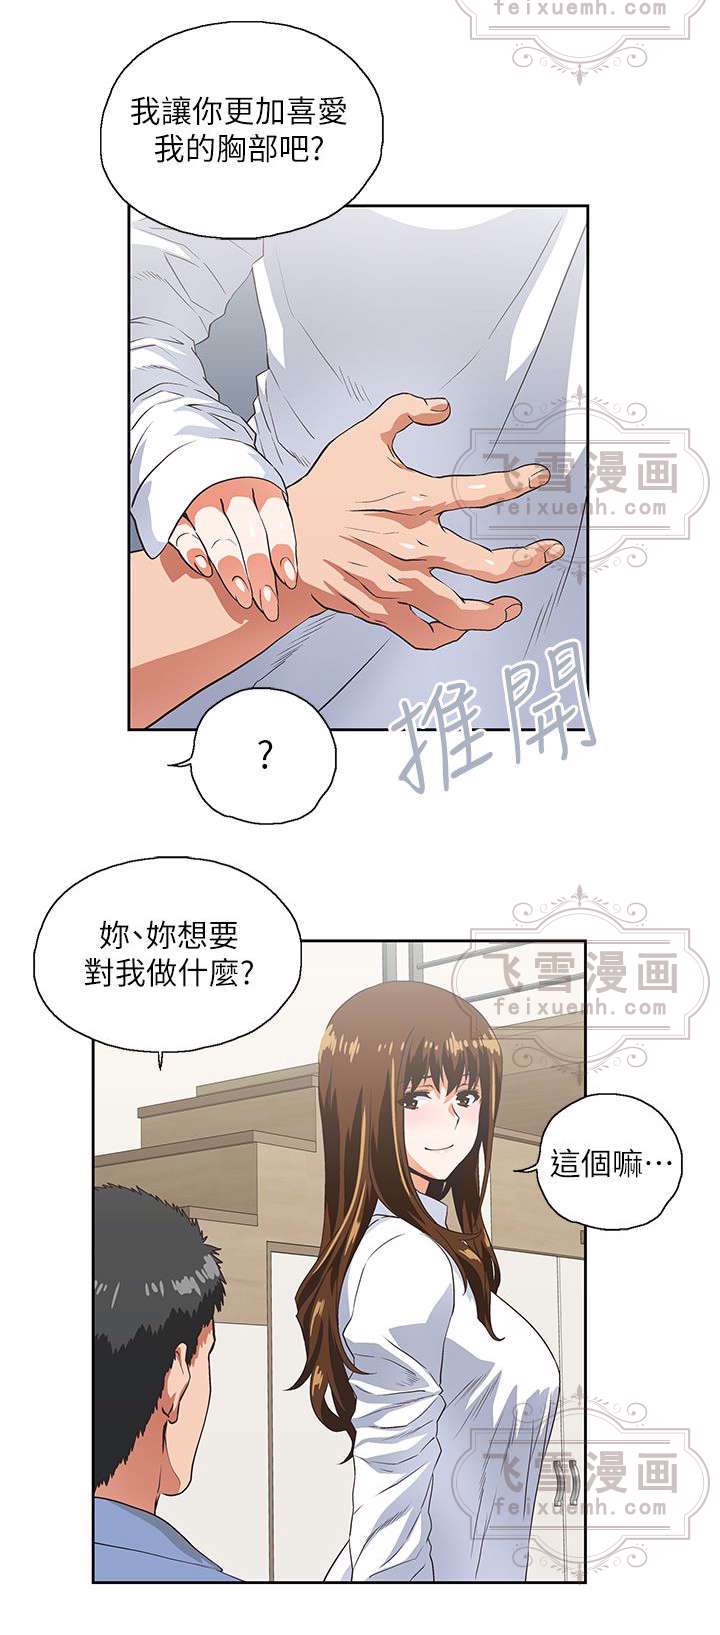 feixuemh.com
我讓你更加喜愛
我的胸部吧?
飞雪漫画
feixuemh.com
推開
?
妳、妳想要
對我做什麼?
飞雪漫画
feixuemh.com
這個嘛…
飞雪漫画
feixuemh.com